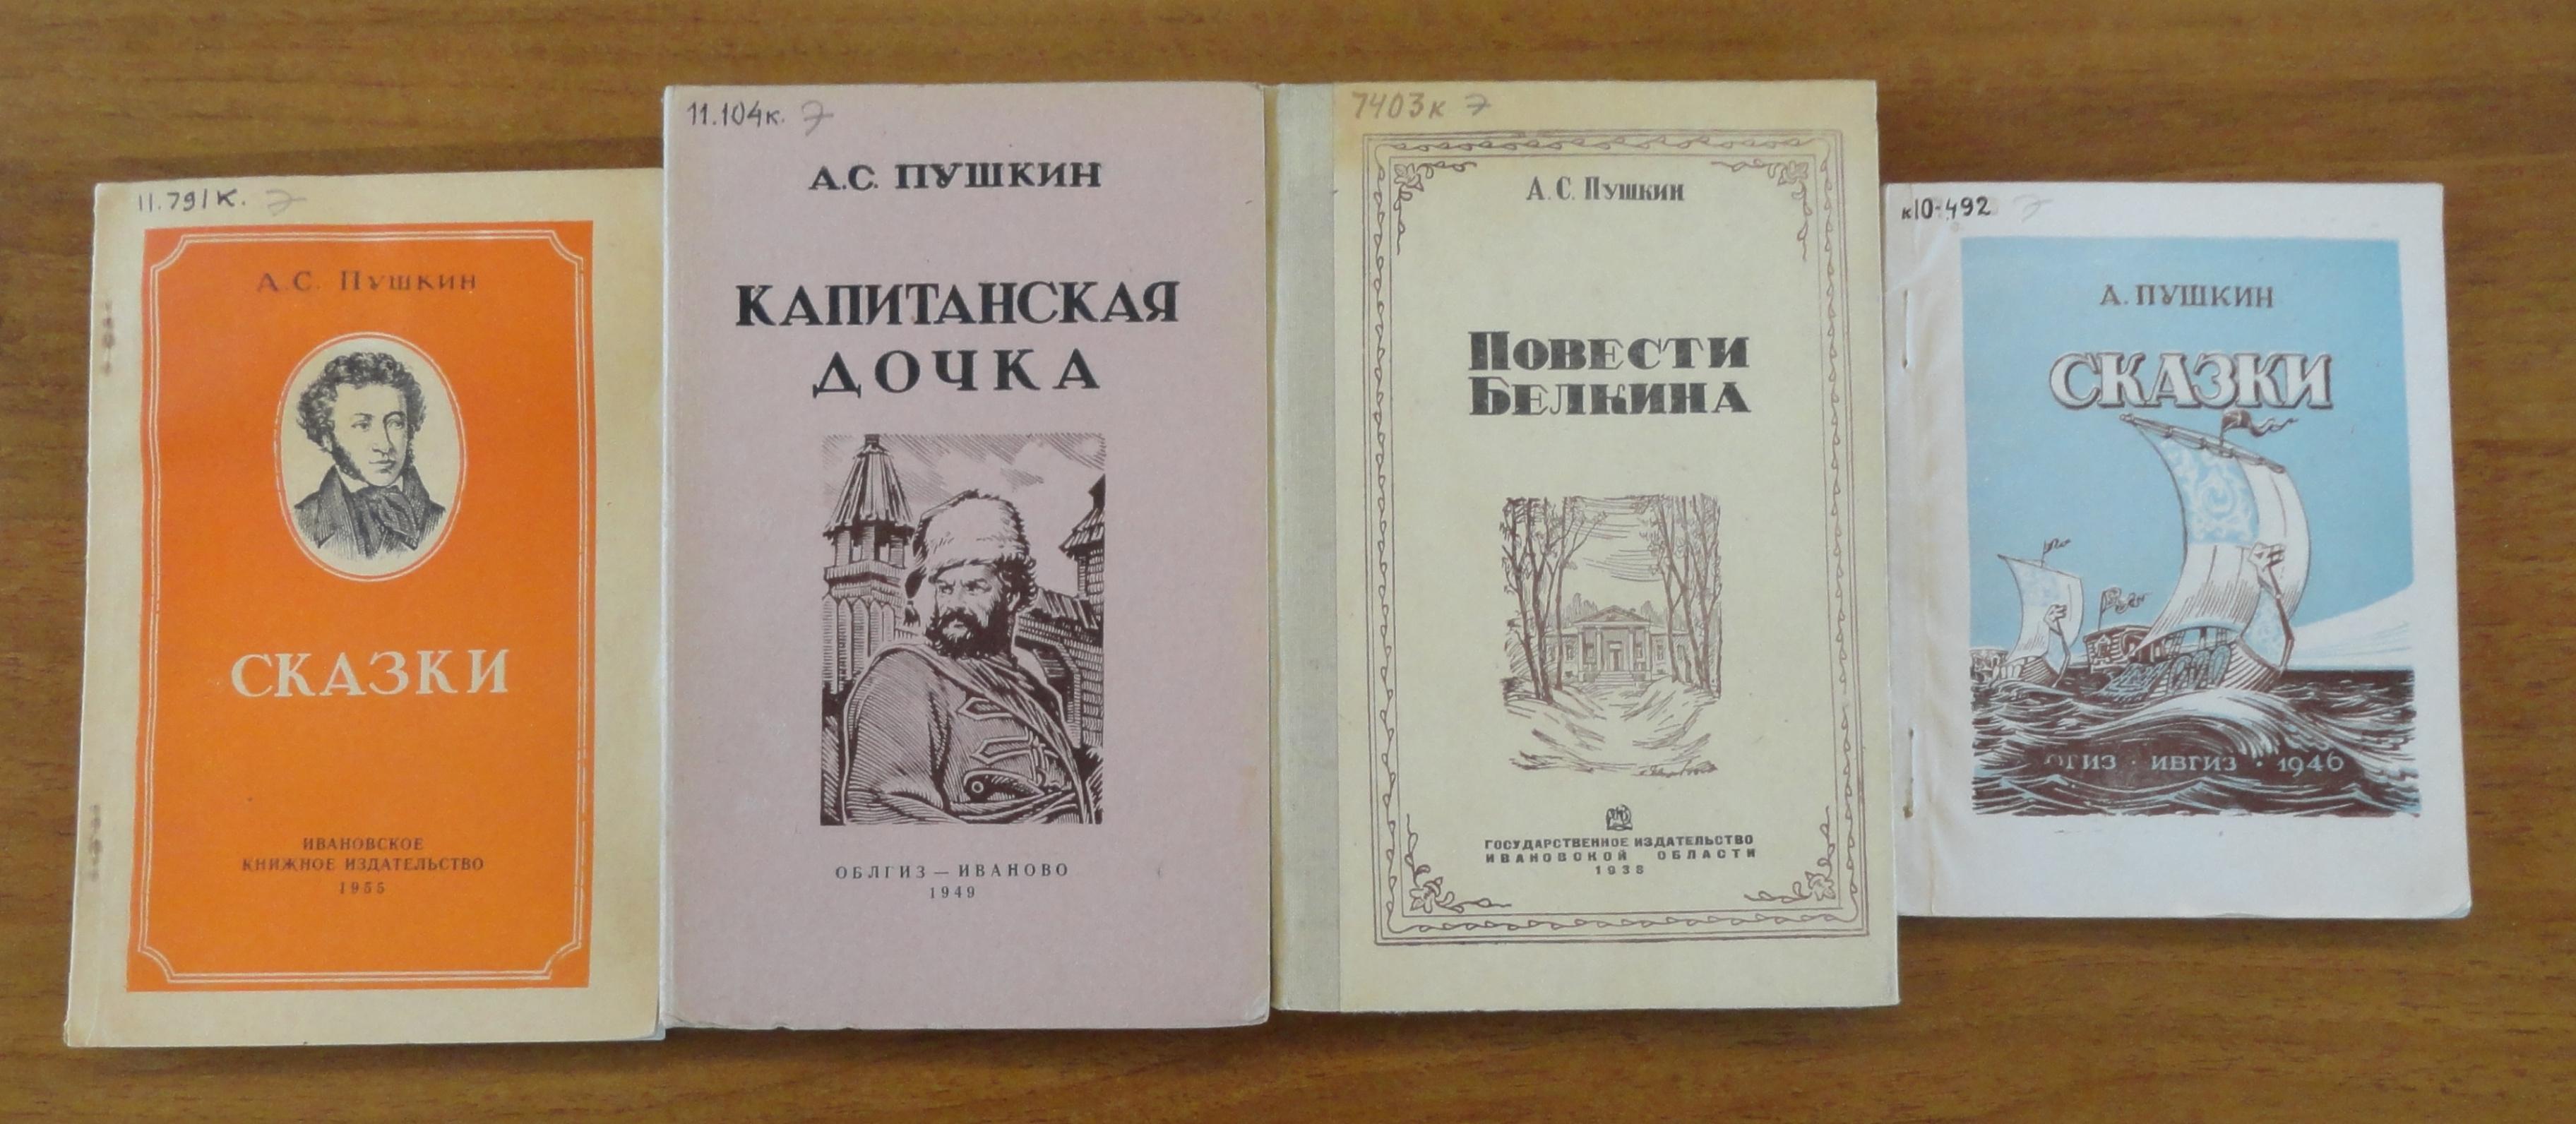 11.791к. Э
А.С. Пушкин
СКАЗКИ
ИВАНОВСКОЕ
КНИЖНОЕ ИЗДАТЕЛЬСТВО
1955
11.104к. Э
А.С. ПУШКИН
КАПИТАНСКАЯ
ДОЧКА
ОБЛГИЗ — ИВАНОВО
1949
7403к Э
А. С. Пушкин
Повести
Белкина
ГОСУДАРСТВЕННОЕ ИЗДАТЕЛЬСТВО
ИВАНОВСКОЙ ОБЛАСТИ
1938
к10-492 Э
А. ПУШКИН
СКАЗКИ
ОГИЗ · ИВГИЗ · 1946